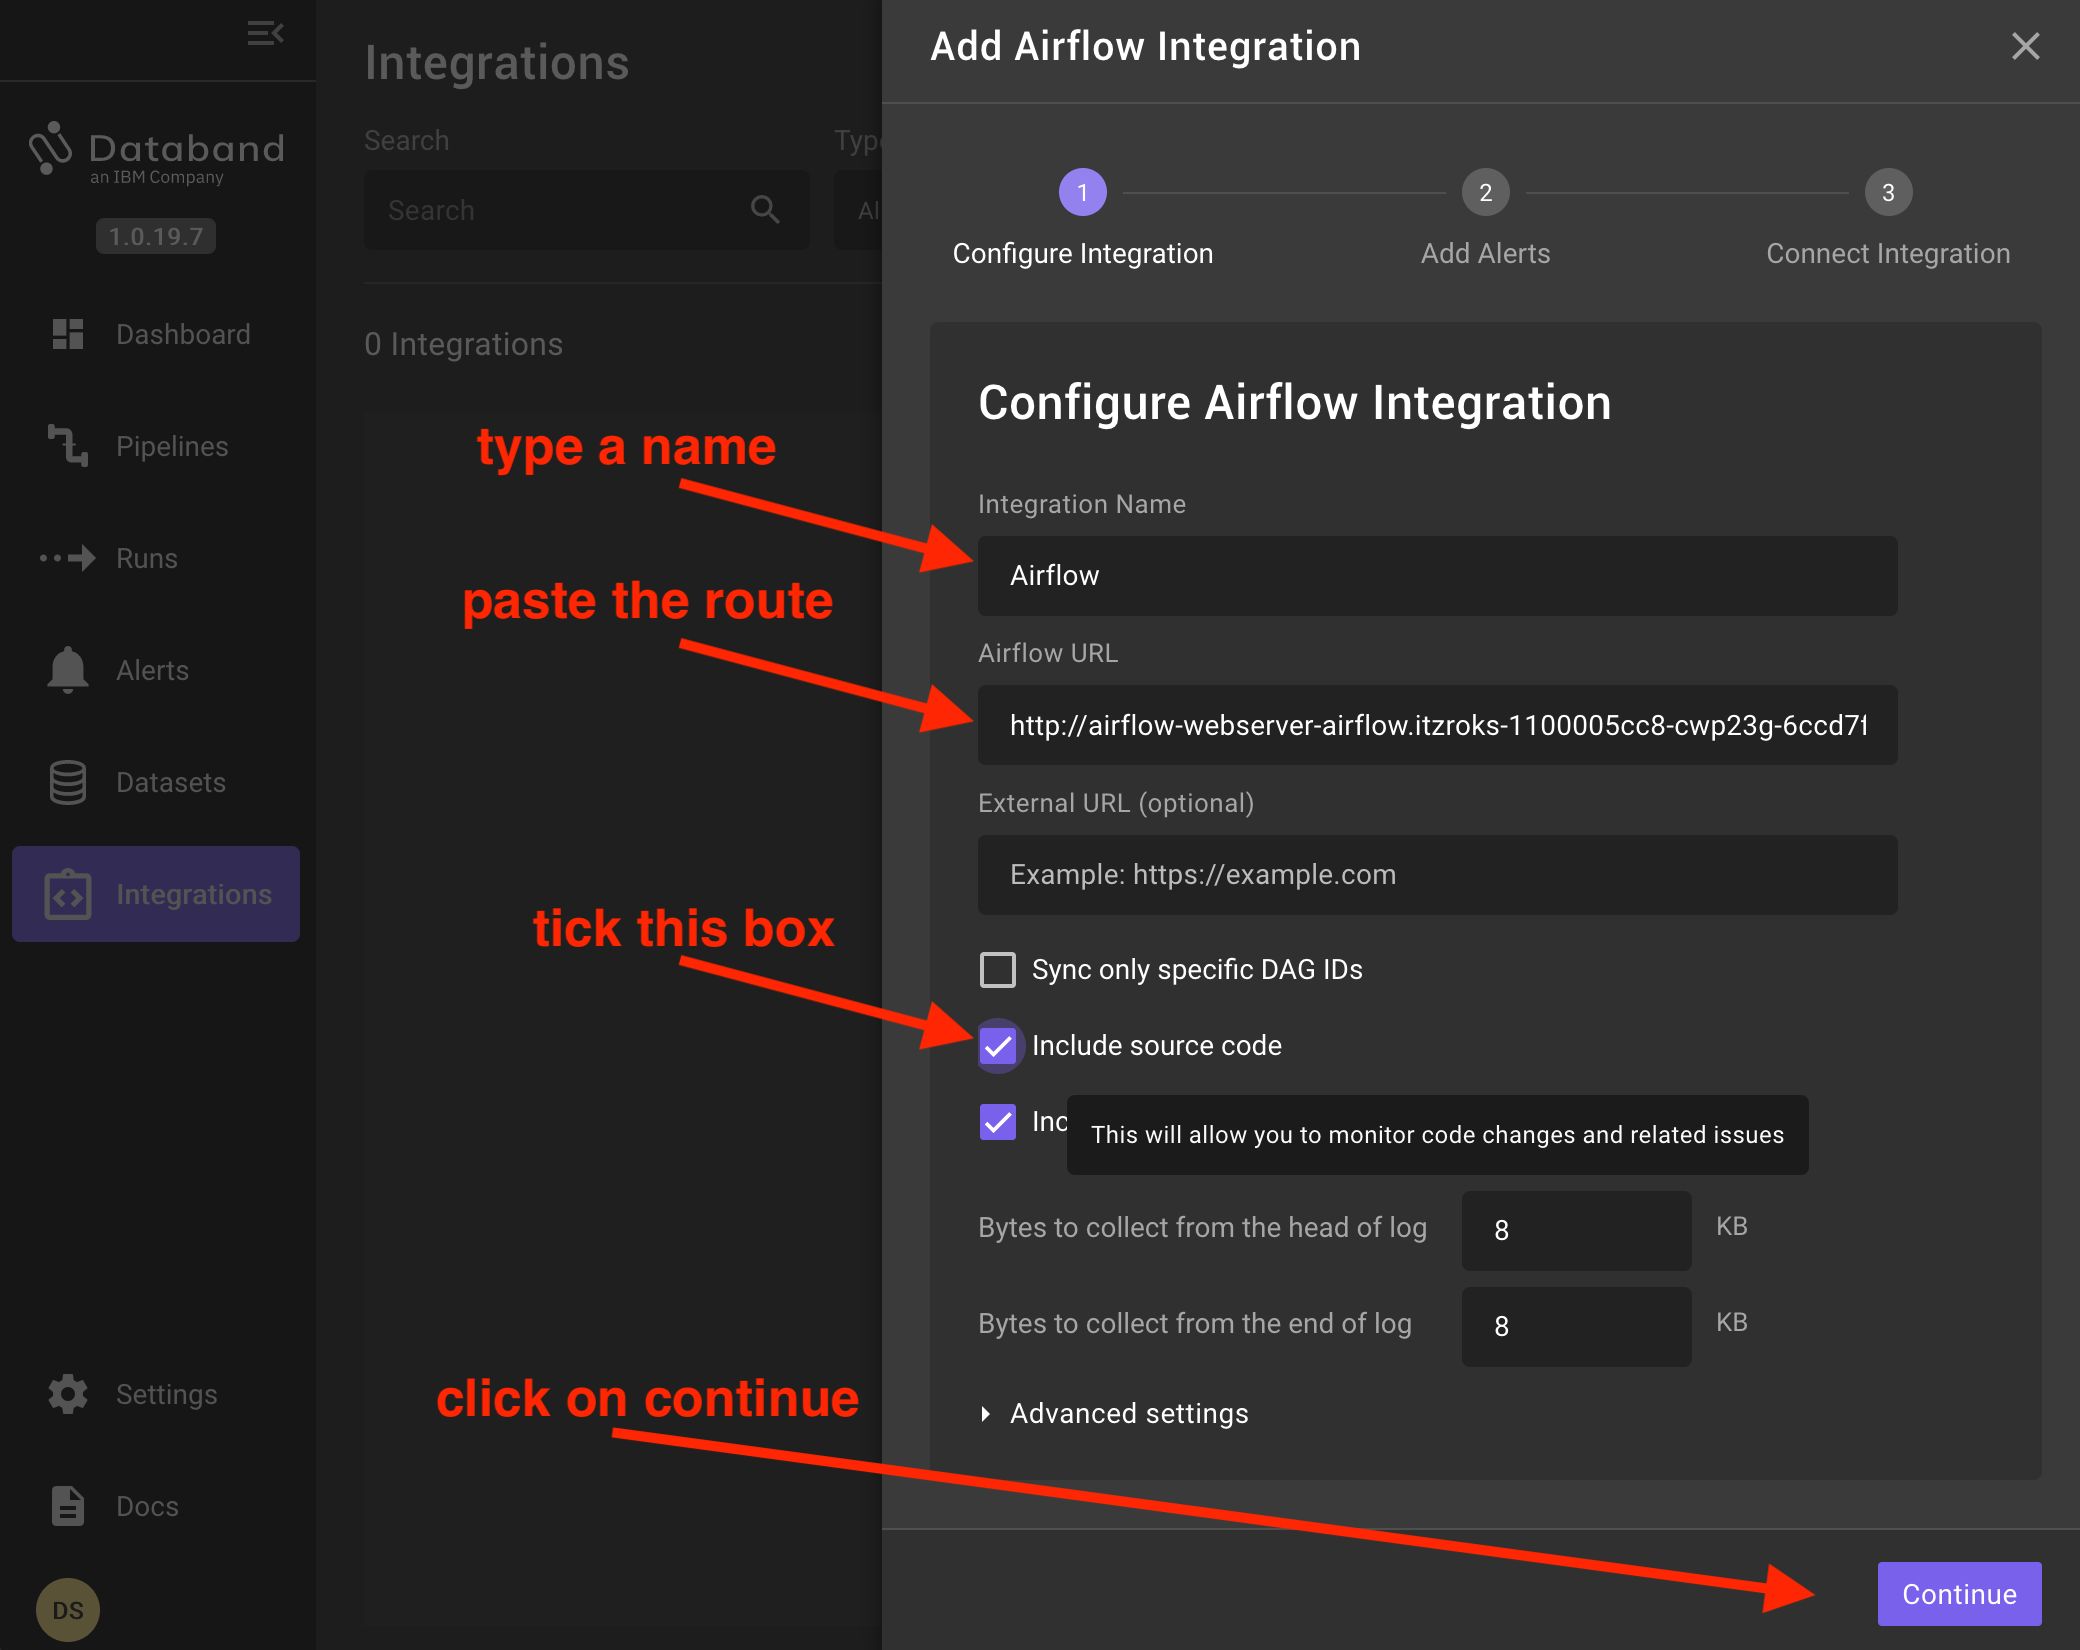 Databand
an IBM Company
1.0.19.7
Dashboard
Pipelines
Runs
Alerts
Datasets
Integrations
Settings
Docs
DS
Integrations
Search
Search
0 Integrations
type a name
paste the route
tick this box
click on continue
Add Airflow Integration
1
2
3
Configure Integration
Add Alerts
Connect Integration
Configure Airflow Integration
Integration Name
Airflow
Airflow URL
http://airflow-webserver-airflow.itzroks-1100005cc8-cwp23g-6ccd7f
External URL (optional)
Example: https://example.com
Sync only specific DAG IDs
Include source code
This will allow you to monitor code changes and related issues
Bytes to collect from the head of log
8
KB
Bytes to collect from the end of log
8
KB
Advanced settings
Continue